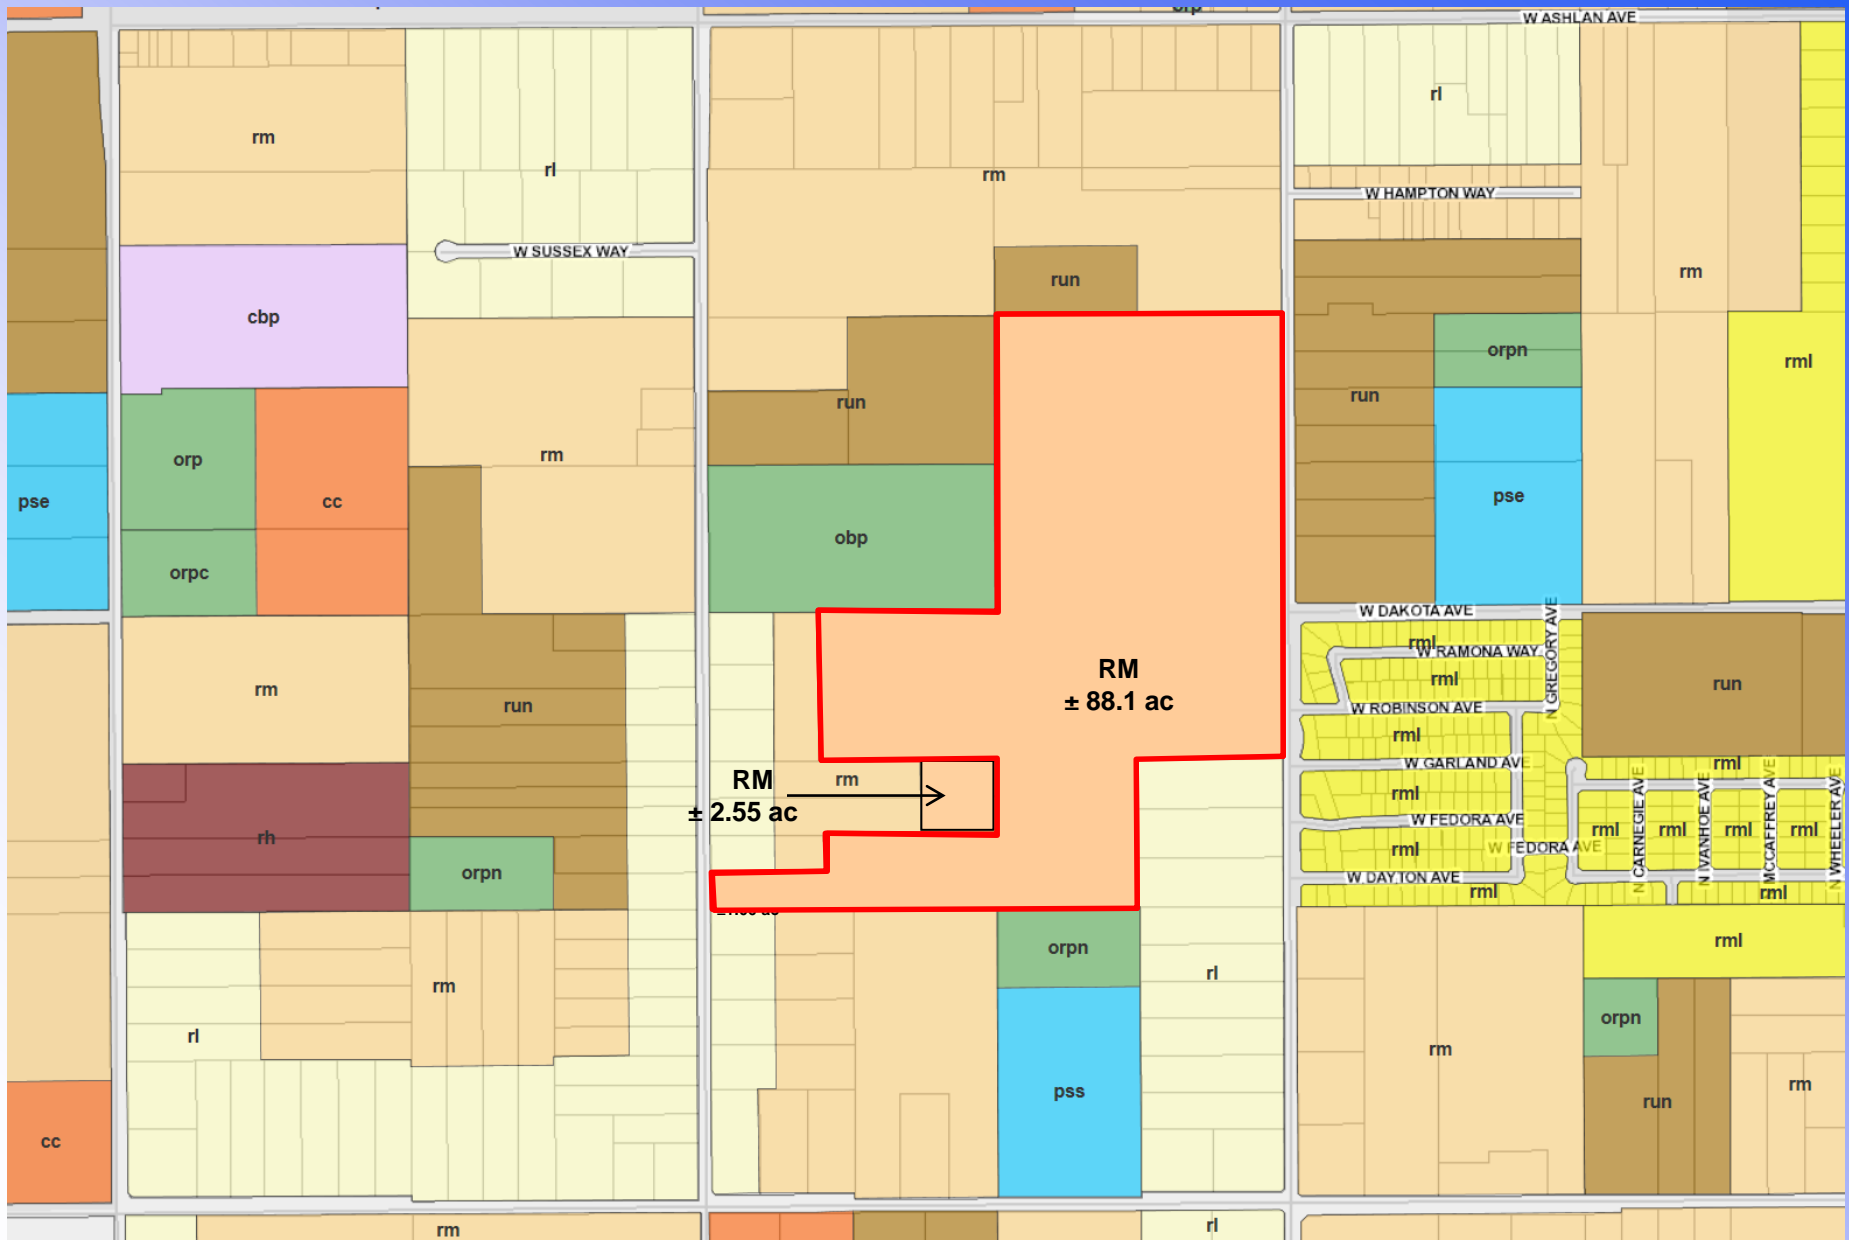 W ASHLAN AVE
rl
rm
rl
rm
W HAMPTON WAY
W SUSSEX WAY
rm
run
cbp
orpn
rml
run
run
orp
rm
cc
pse
pse
obp
orpc
W DAKOTA AVE
N GREGORY AVE
rml
W RAMONA WAY
RM
± 88.1 ac
rml
rm
run
run
W ROBINSON AVE
rml
W GARLAND AVE
rml
RM
± 2.55 ac
rm
rml
W FEDORA AVE
rml
rml
rml
rml
rml
N CARNEGIE AVE
N IVANHOE AVE
MCCAFFREY AVE
N WHEELER AVE
rh
W FEDORA AVE
rml
orpn
W DAYTON AVE
rml
rml
orpn
rml
rl
rm
orpn
rl
rm
rm
pss
run
cc
rm
rl